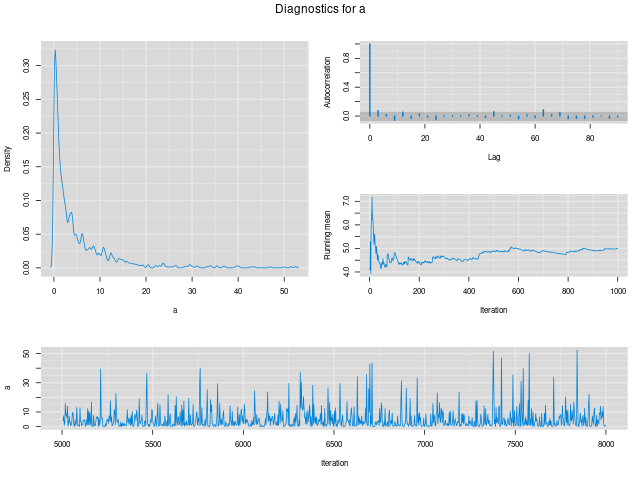 Diagnostics for a
Density
0.00 0.05 0.10 0.15 0.20 0.25 0.30
0 10 20 30 40 50
a
Autocorrelation
0.0 0.4 0.8
0 20 40 60 80
Lag
Running mean
4.0 5.0 6.0 7.0
0 200 400 600 800 1000
Iteration
a
0 10 30 50
5000 5500 6000 6500 7000 7500 8000
Iteration